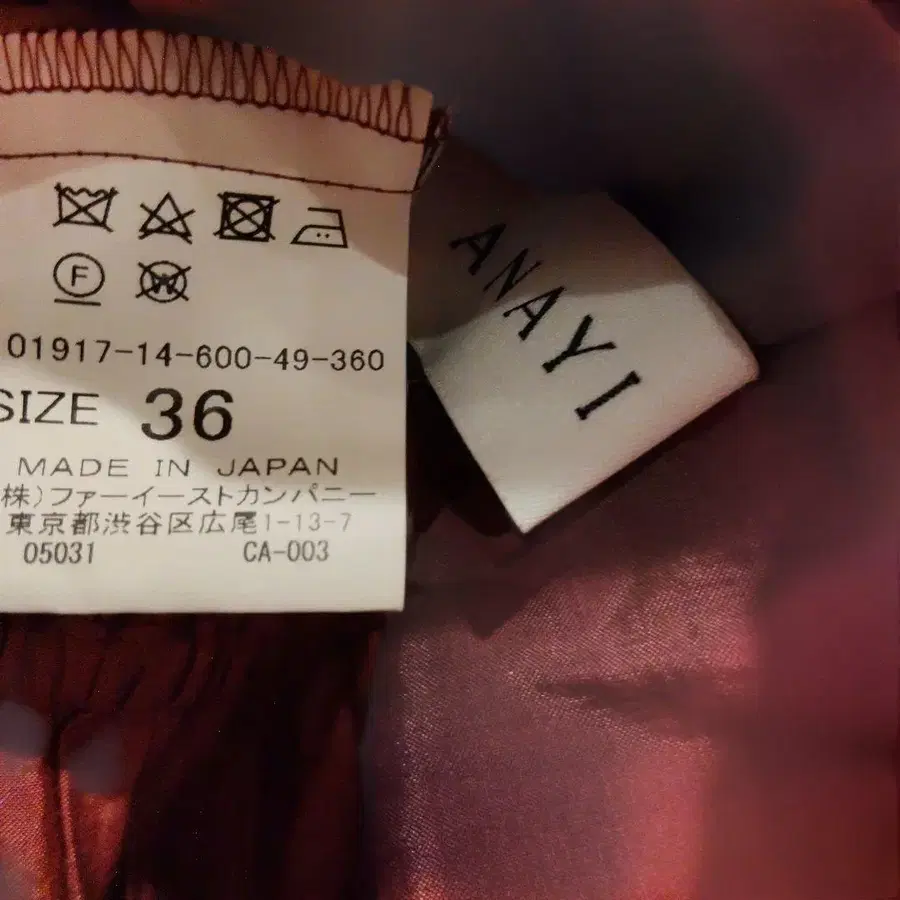 F
W
01917-14-600-49-360
SIZE 36
MADE IN JAPAN
株）ファーイーストカンパニー
東京都渋谷区広尾1-13-7
05031 CA-003
ANAYI